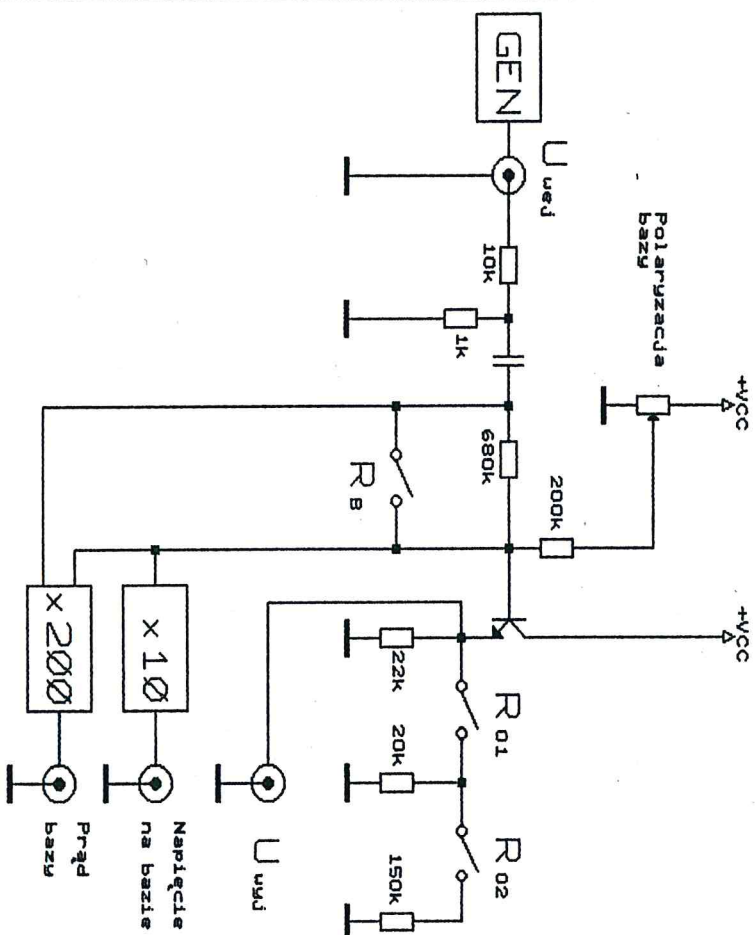 +VCC
+VCC
Polaryzacja
bazy
200k
U wej
GEN
10k
680k
1k
R B
R 01
R 02
22k
20k
150k
U wyj
x 10
Napięcie
na bazie
x 200
Prąd
bazy